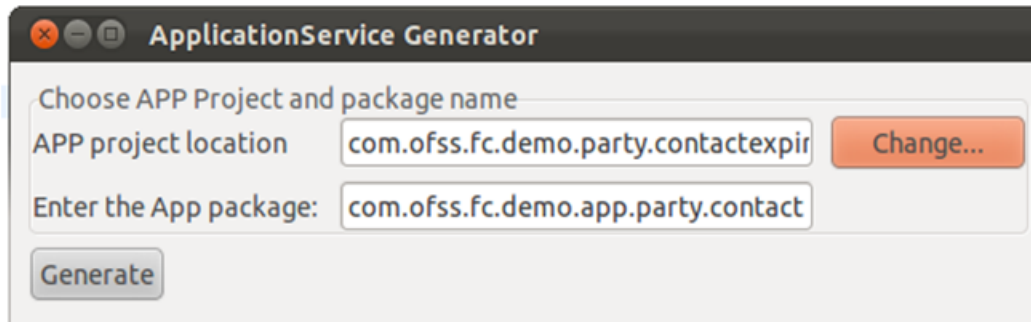 ApplicationService Generator
Choose APP Project and package name
APP project location com.ofss.fc.demo.party.contactexpir Change...
Enter the App package: com.ofss.fc.demo.app.party.contact
Generate